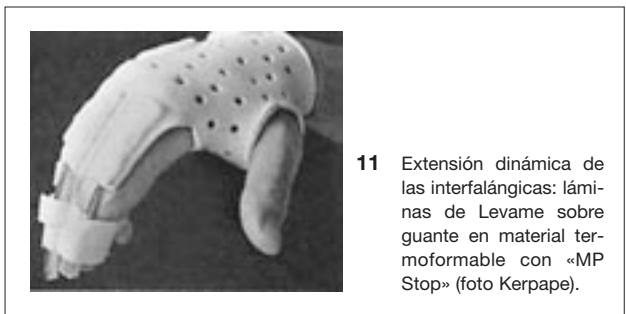 11 Extensión dinámica de
las interfalángicas: lámi-
nas de Levame sobre
guante en material ter-
moformable con «MP
Stop» (foto Kerpape).